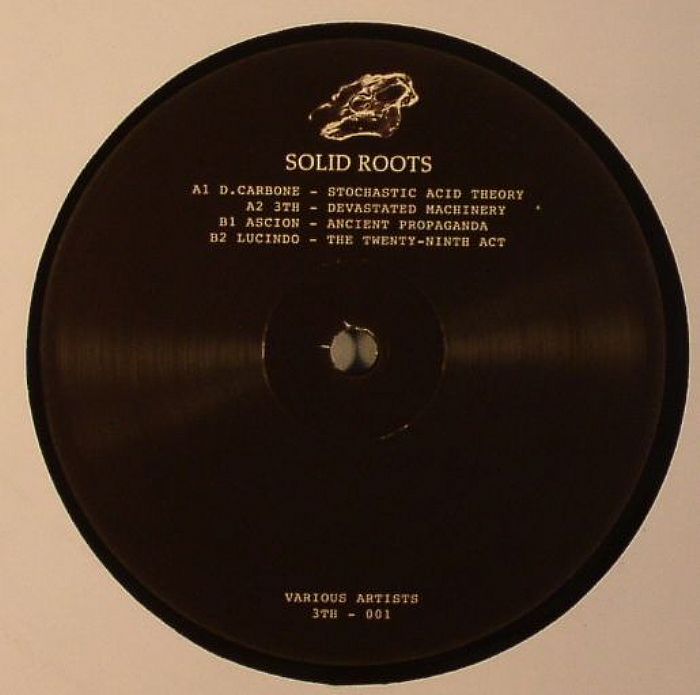 SOLID ROOTS
A1 D.CARBONE – STOCHASTIC ACID THEORY
A2 3TH – DEVASTATED MACHINERY
B1 ASCION – ANCIENT PROPAGANDA
B2 LUCINDO – THE TWENTY-NINTH ACT
VARIOUS ARTISTS
3TH – 001